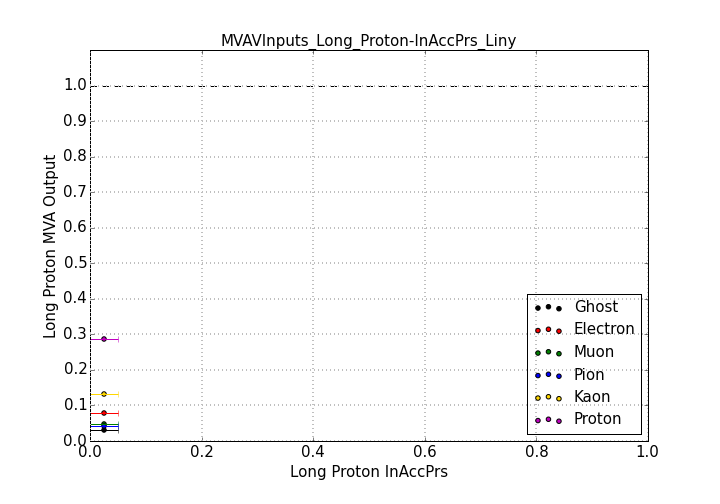 MVAVInputs_Long_Proton-InAccPrs_Liny
Long Proton MVA Output
1.0
0.9
0.8
0.7
0.6
0.5
0.4
0.3
0.2
0.1
0.0
Ghost
Electron
Muon
Pion
Kaon
Proton
0.0 0.2 0.4 0.6 0.8 1.0
Long Proton InAccPrs